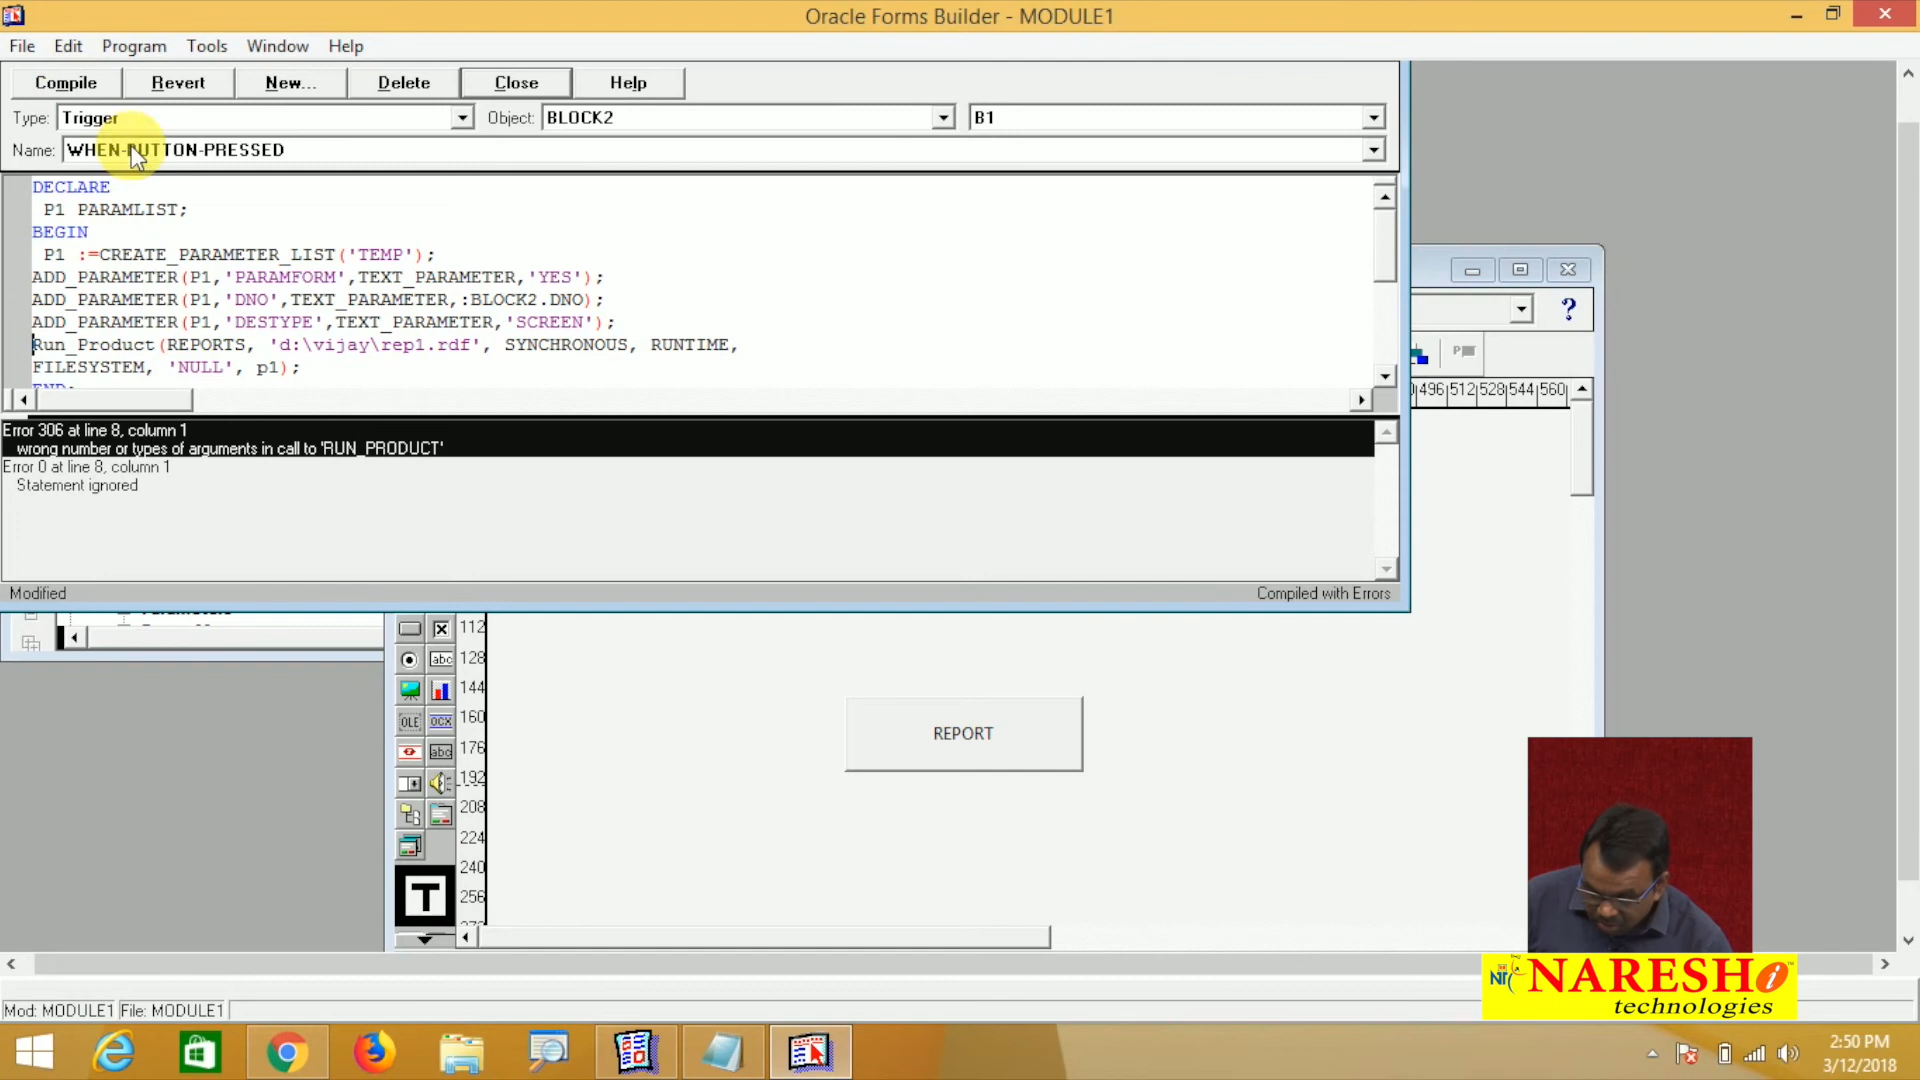 Oracle Forms Builder - MODULE1
File Edit Program Tools Window Help
Compile Revert New... Delete Close Help
Type: Trigger Object: BLOCK2 B1
Name: WHEN-BUTTON-PRESSED
DECLARE
P1 PARAMLIST;
BEGIN
P1 :=CREATE_PARAMETER_LIST('TEMP');
ADD_PARAMETER(P1,'PARAMFORM',TEXT_PARAMETER,'YES');
ADD_PARAMETER(P1,'DNO',TEXT_PARAMETER,:BLOCK2.DNO);
ADD_PARAMETER(P1,'DESTYPE',TEXT_PARAMETER,'SCREEN');
Run_Product(REPORTS, 'd:\vijay\rep1.rdf', SYNCHRONOUS, RUNTIME,
FILESYSTEM, 'NULL', p1);
END;
496 512 528 544 560
Error 306 at line 8, column 1
wrong number or types of arguments in call to 'RUN_PRODUCT'
Error 0 at line 8, column 1
Statement ignored
Modified Compiled with Errors
112
128
144
160
176
192
208
224
240
256
abc
OLE OCX
abc
T
REPORT
NARESH i
technologies
Mod: MODULE1 File: MODULE1
2:50 PM
3/12/2018